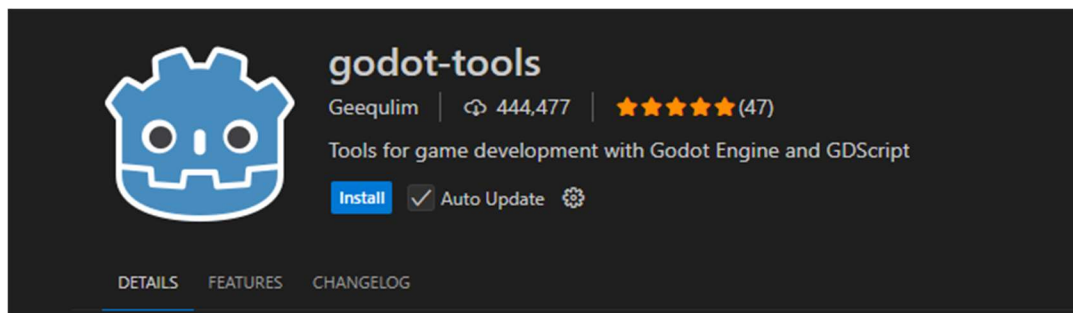 godot-tools
Geequlim 444,477 (47)
Tools for game development with Godot Engine and GDScript
Install Auto Update
DETAILS FEATURES CHANGELOG